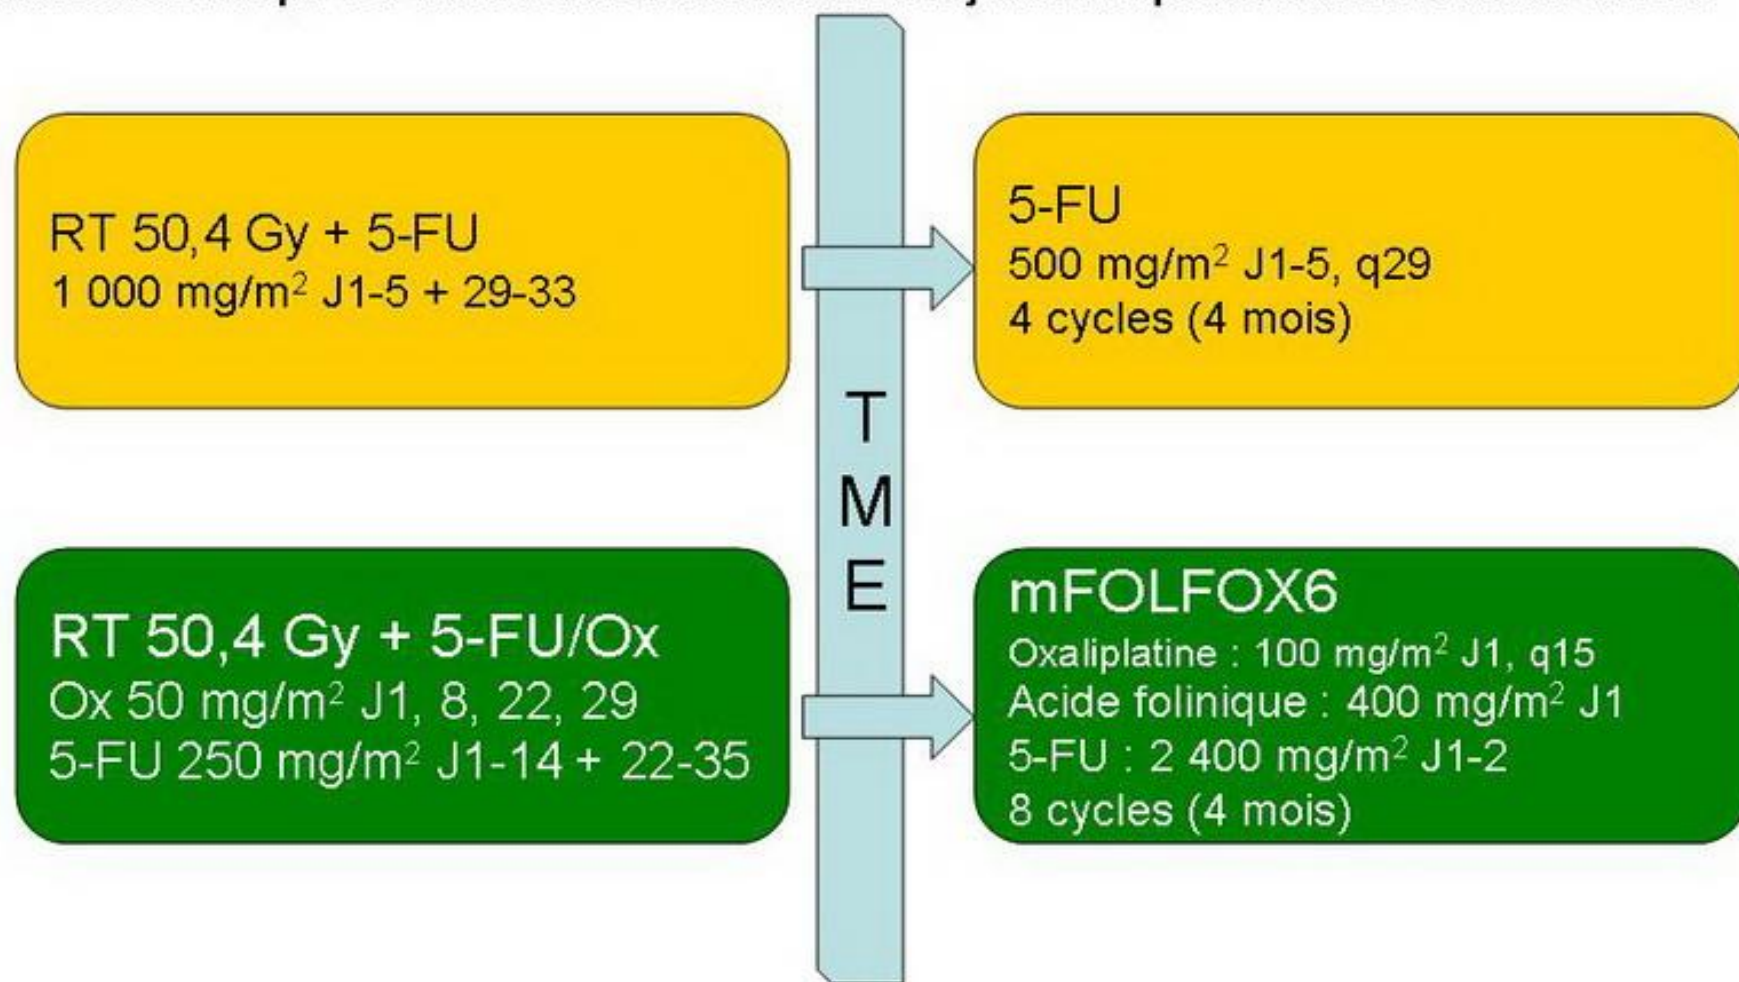 RT 50,4 Gy + 5-FU
1 000 mg/m² J1-5 + 29-33
T
M
E
5-FU
500 mg/m² J1-5, q29
4 cycles (4 mois)
RT 50,4 Gy + 5-FU/Ox
Ox 50 mg/m² J1, 8, 22, 29
5-FU 250 mg/m² J1-14 + 22-35
mFOLFOX6
Oxaliplatine : 100 mg/m² J1, q15
Acide folinique : 400 mg/m² J1
5-FU : 2 400 mg/m² J1-2
8 cycles (4 mois)